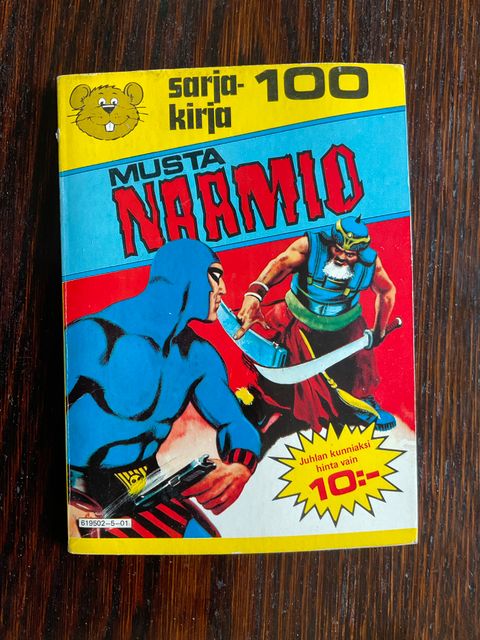 sarja-
kirja
100
MUSTA
NAAMIO
Juhlan kunniaksi
hinta vain
10:-
619502-5-01